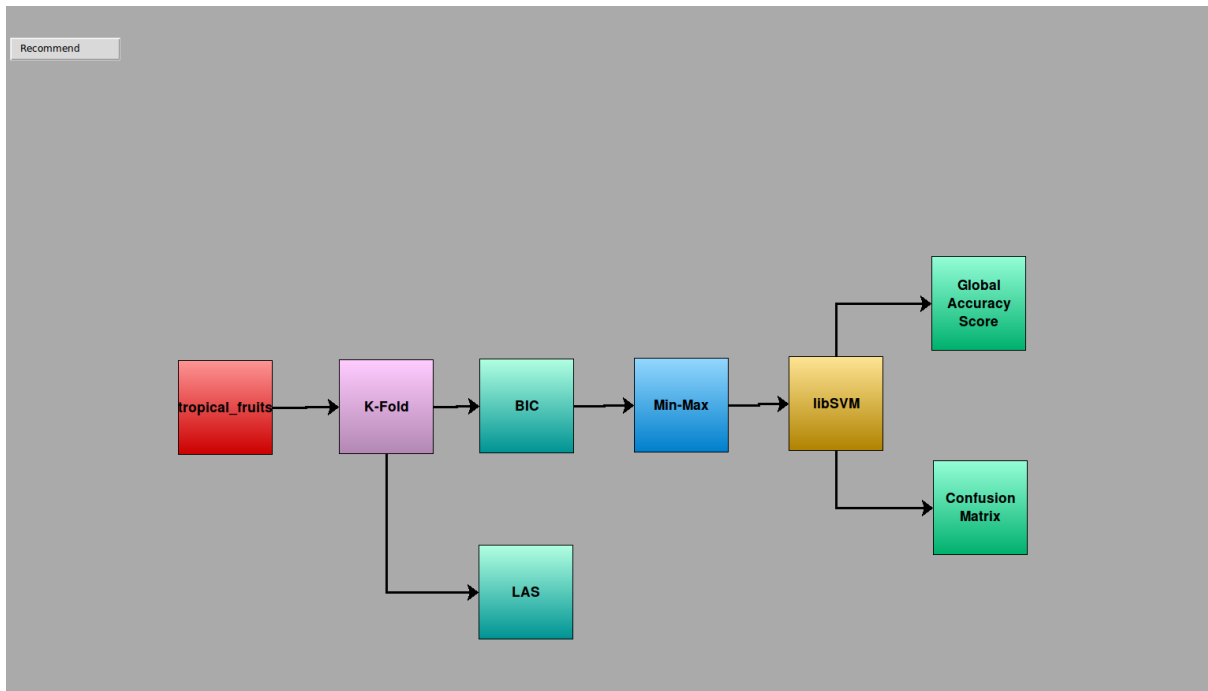 Recommend
Global
Accuracy
Score
tropical_fruits
K-Fold
BIC
Min-Max
libSVM
Confusion
Matrix
LAS